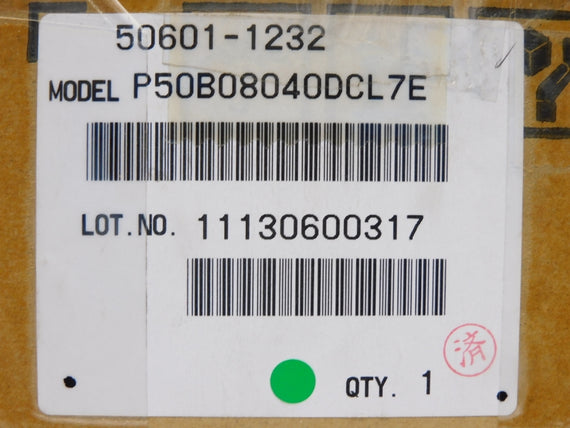 50601-1232
MODEL P50B08040DCL7E
LOT.NO. 11130600317
済
QTY. 1